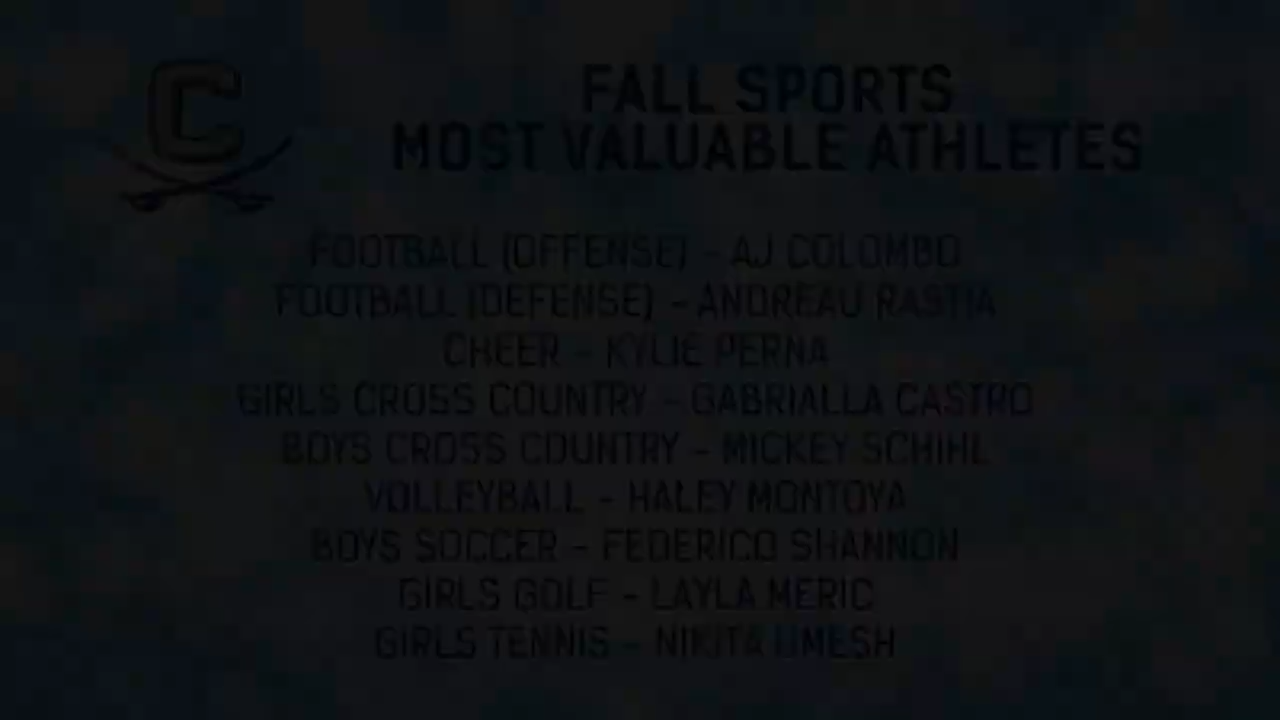 C
FALL SPORTS
MOST VALUABLE ATHLETES
FOOTBALL (OFFENSE) - AJ COLOMBO
FOOTBALL (DEFENSE) - ANDREAU RASTIA
CHEER - KYLIE PERNA
GIRLS CROSS COUNTRY - GABRIALLA CASTRO
BOYS CROSS COUNTRY - MICKEY SCHIHL
VOLLEYBALL - HALEY MONTOYA
BOYS SOCCER - FEDERICO SHANNON
GIRLS GOLF - LAYLA MERIC
GIRLS TENNIS - NIKITA UMESH